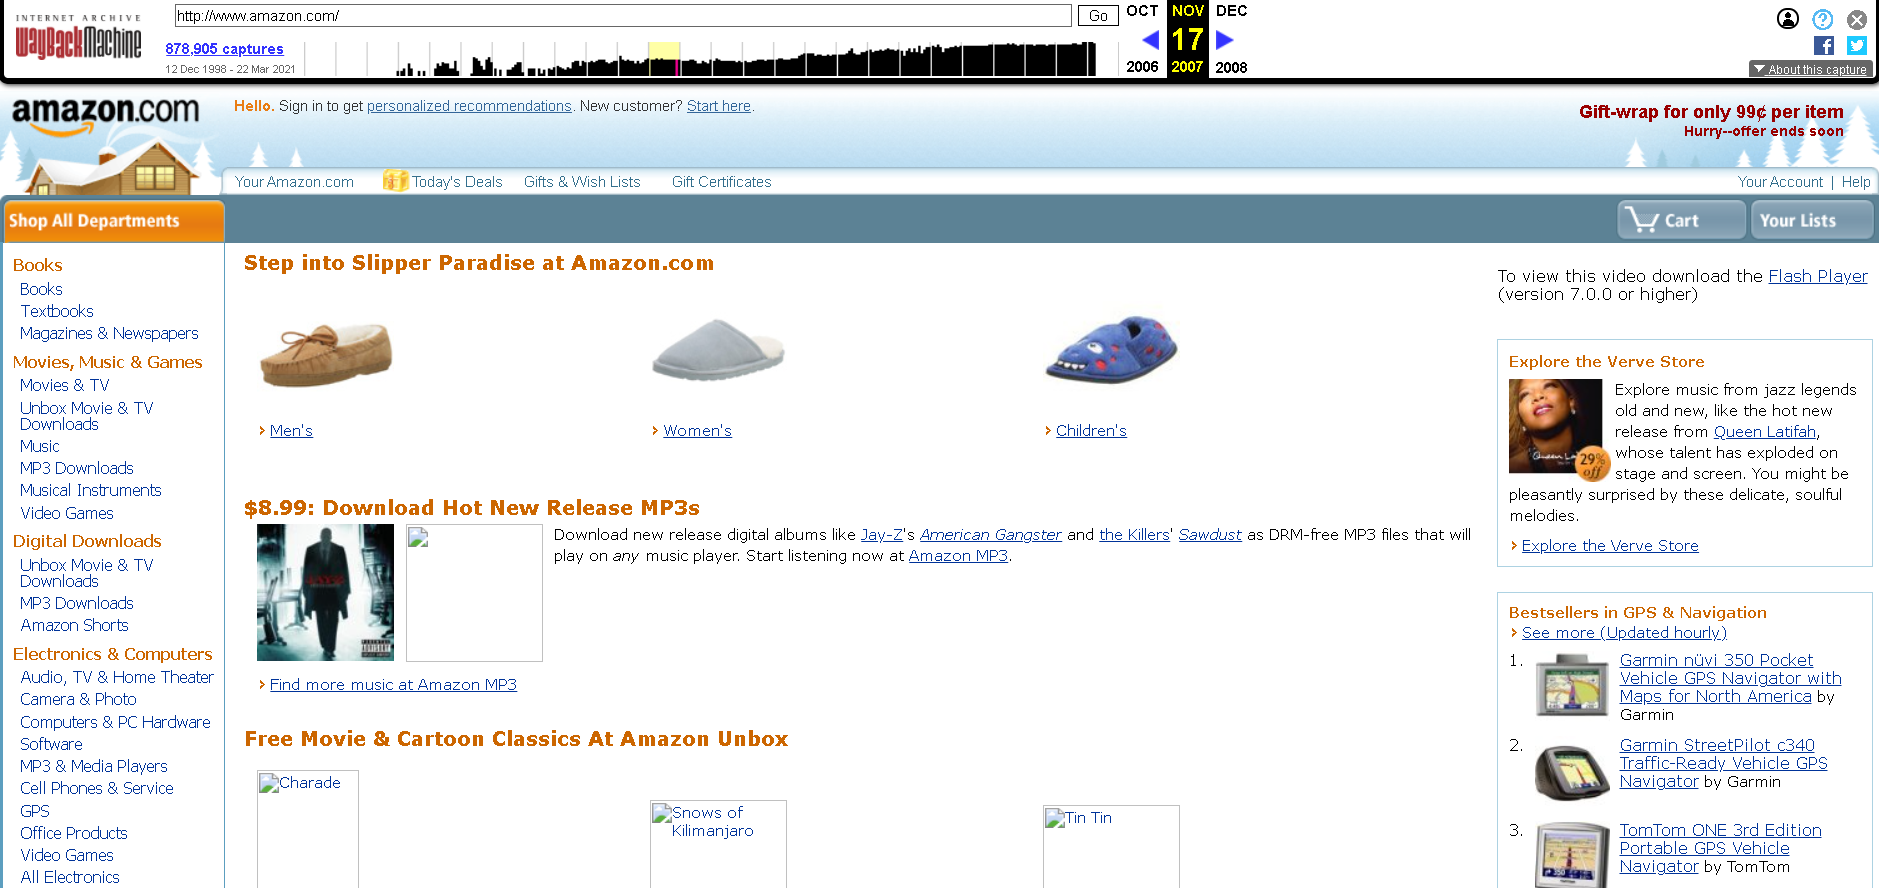 INTERNET ARCHIVE
WayBackMachine
http://www.amazon.com/
Go
OCT NOV DEC
17
2006 2007 2008
878,905 captures
12 Dec 1998 - 22 Mar 2021
About this capture
amazon.com
Hello. Sign in to get personalized recommendations. New customer? Start here.
Gift-wrap for only 99¢ per item
Hurry--offer ends soon
Your Amazon.com Today's Deals Gifts & Wish Lists Gift Certificates
Your Account | Help
Shop All Departments
Cart
Your Lists
Books
Books
Textbooks
Magazines & Newspapers
Movies, Music & Games
Movies & TV
Unbox Movie & TV
Downloads
Music
MP3 Downloads
Musical Instruments
Video Games
Digital Downloads
Unbox Movie & TV
Downloads
MP3 Downloads
Amazon Shorts
Electronics & Computers
Audio, TV & Home Theater
Camera & Photo
Computers & PC Hardware
Software
MP3 & Media Players
Cell Phones & Service
GPS
Office Products
Video Games
All Electronics
Step into Slipper Paradise at Amazon.com
Men's
Women's
Children's
$8.99: Download Hot New Release MP3s
Download new release digital albums like Jay-Z's American Gangster and the Killers' Sawdust as DRM-free MP3 files that will
play on any music player. Start listening now at Amazon MP3.
Find more music at Amazon MP3
Free Movie & Cartoon Classics At Amazon Unbox
Charade
Snows of
Kilimanjaro
Tin Tin
To view this video download the Flash Player
(version 7.0.0 or higher)
Explore the Verve Store
29%
off
Explore music from jazz legends
old and new, like the hot new
release from Queen Latifah,
whose talent has exploded on
stage and screen. You might be
pleasantly surprised by these delicate, soulful
melodies.
Explore the Verve Store
Bestsellers in GPS & Navigation
See more (Updated hourly)
1. Garmin nüvi 350 Pocket
Vehicle GPS Navigator with
Maps for North America by
Garmin
2. Garmin StreetPilot c340
Traffic-Ready Vehicle GPS
Navigator by Garmin
3. TomTom ONE 3rd Edition
Portable GPS Vehicle
Navigator by TomTom